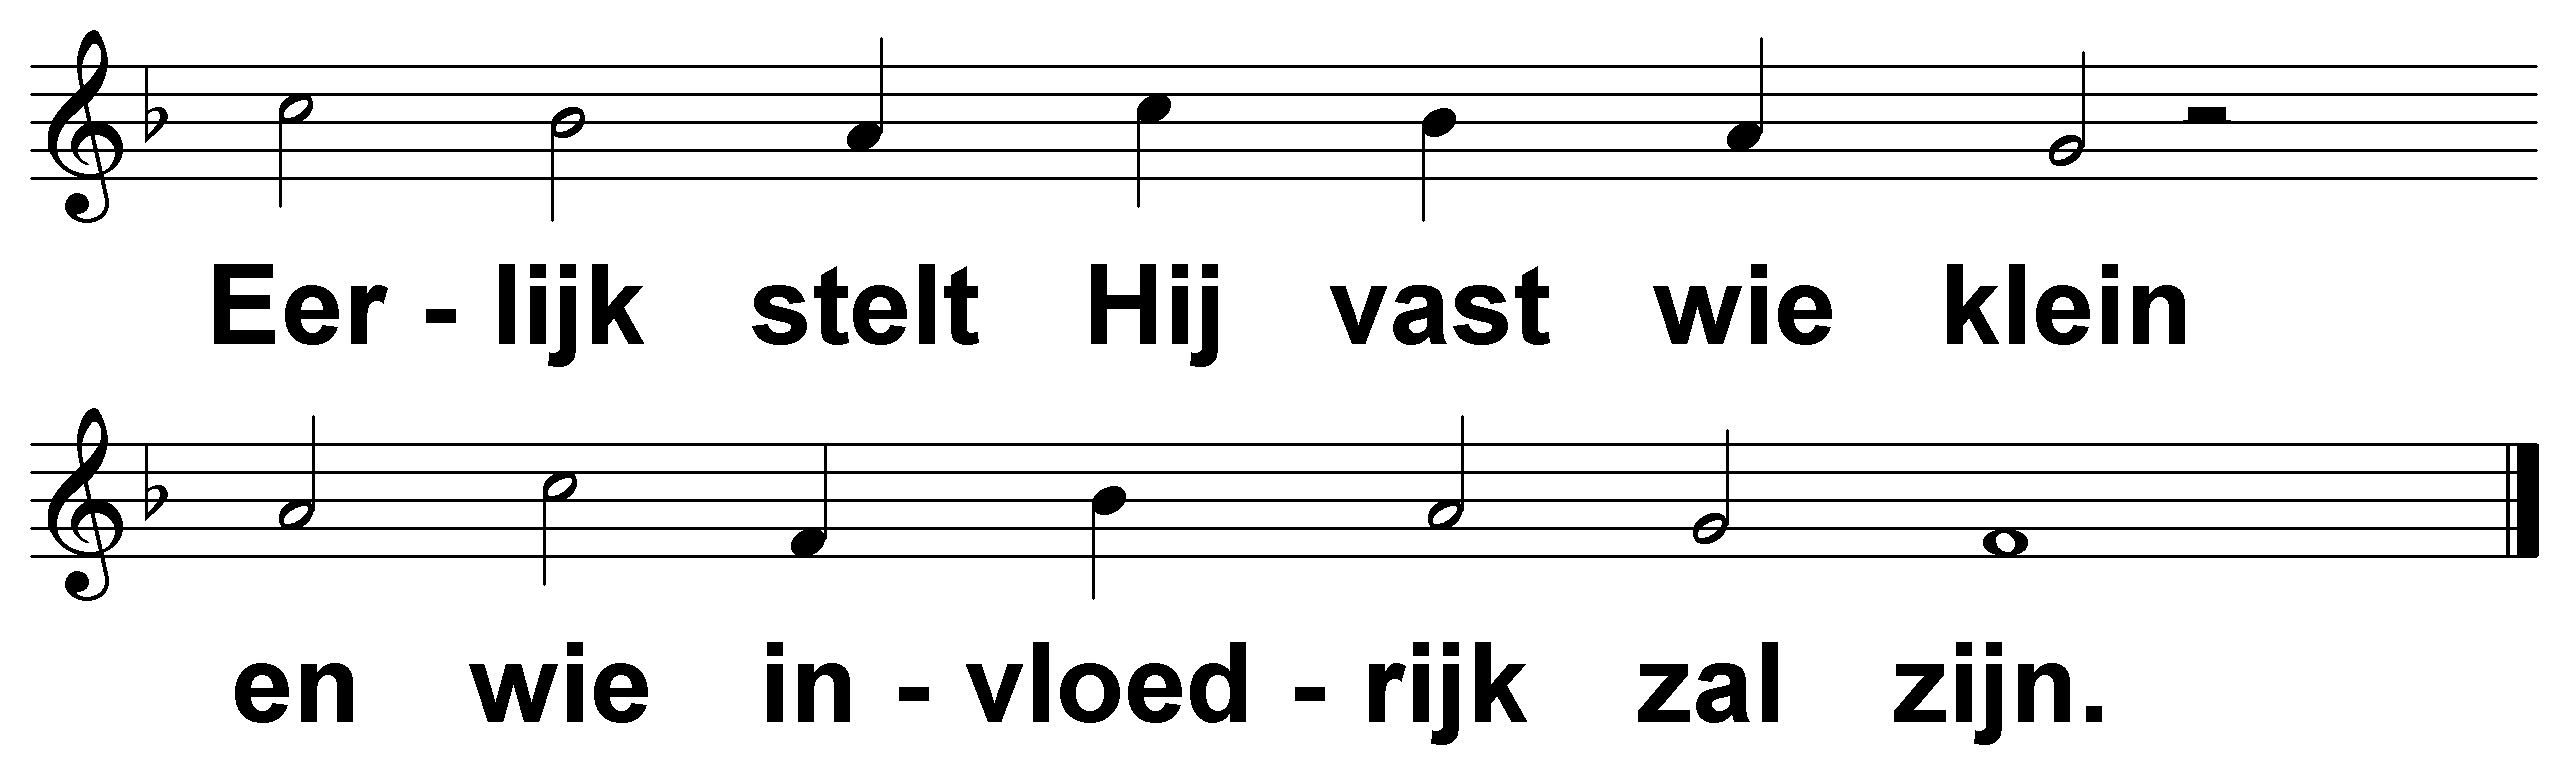 Eer - lijk stelt Hij vast wie klein
en wie in - vloed - rijk zal zijn.